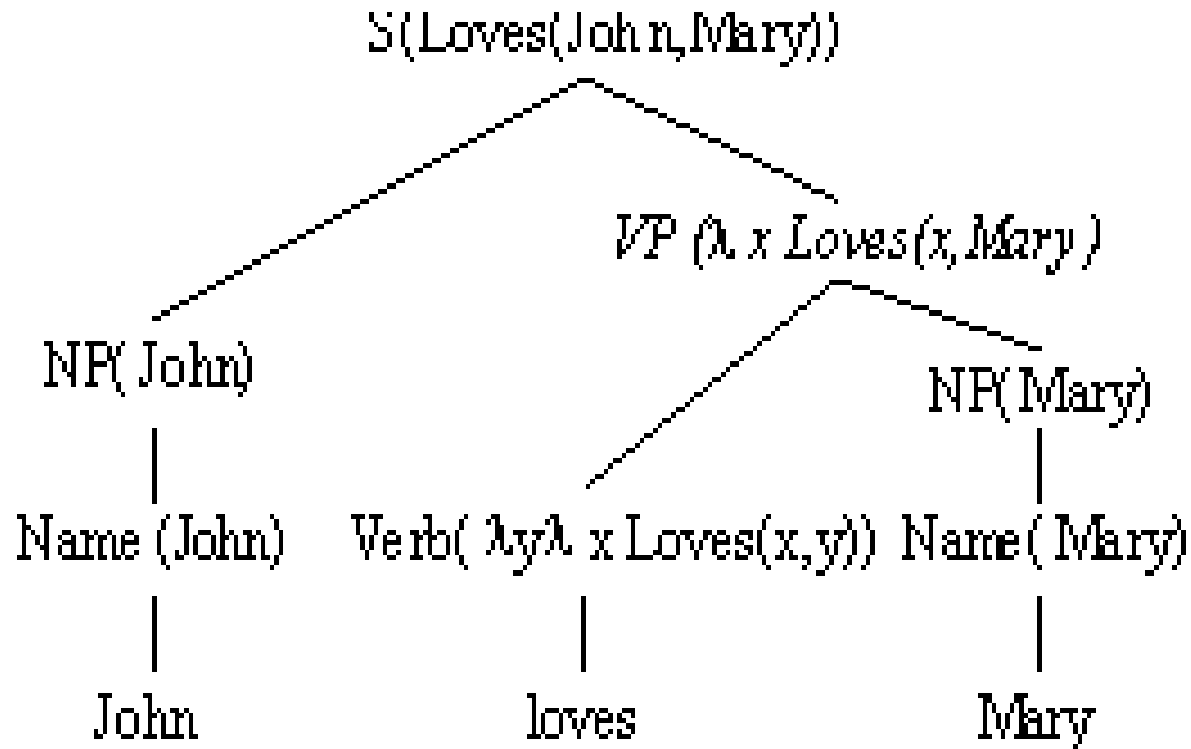 S(Loves(John,Mary))
VP (λ x Loves(x,Mary)
NP(John)
NP(Mary)
Name (John) Verb( λyλ x Loves(x,y)) Name( Mary)
John loves Mary